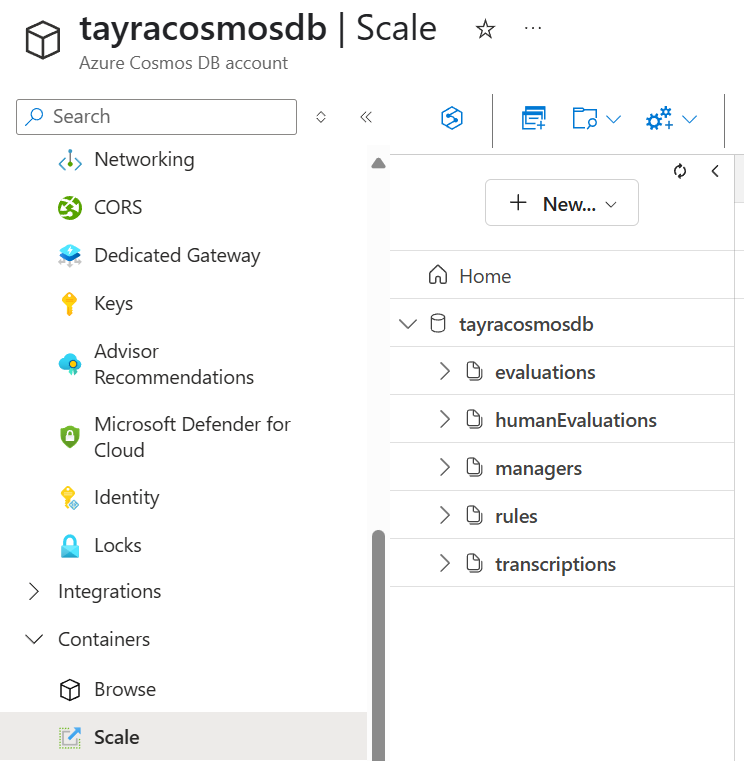 tayracosmosdb | Scale
Azure Cosmos DB account
Search
Networking
CORS
Dedicated Gateway
Keys
Advisor
Recommendations
Microsoft Defender for
Cloud
Identity
Locks
Integrations
Containers
Browse
Scale
New...
Home
tayracosmosdb
evaluations
humanEvaluations
managers
rules
transcriptions